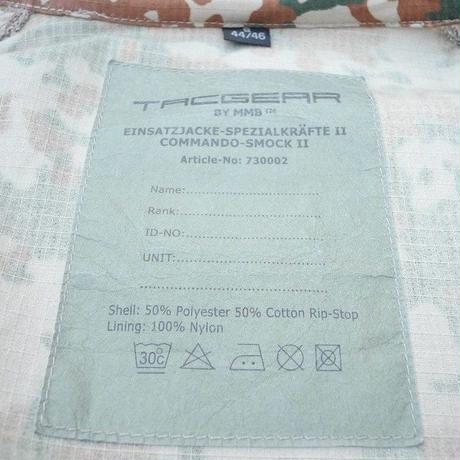 44/46
TACGEAR
BY MMB™
EINSATZJACKE-SPEZIALKRÄFTE II
COMMANDO-SMOCK II
Article-No: 730002
Name:
Rank:
ID-NO:
UNIT:
Shell: 50% Polyester 50% Cotton Rip-Stop
Lining: 100% Nylon
30c